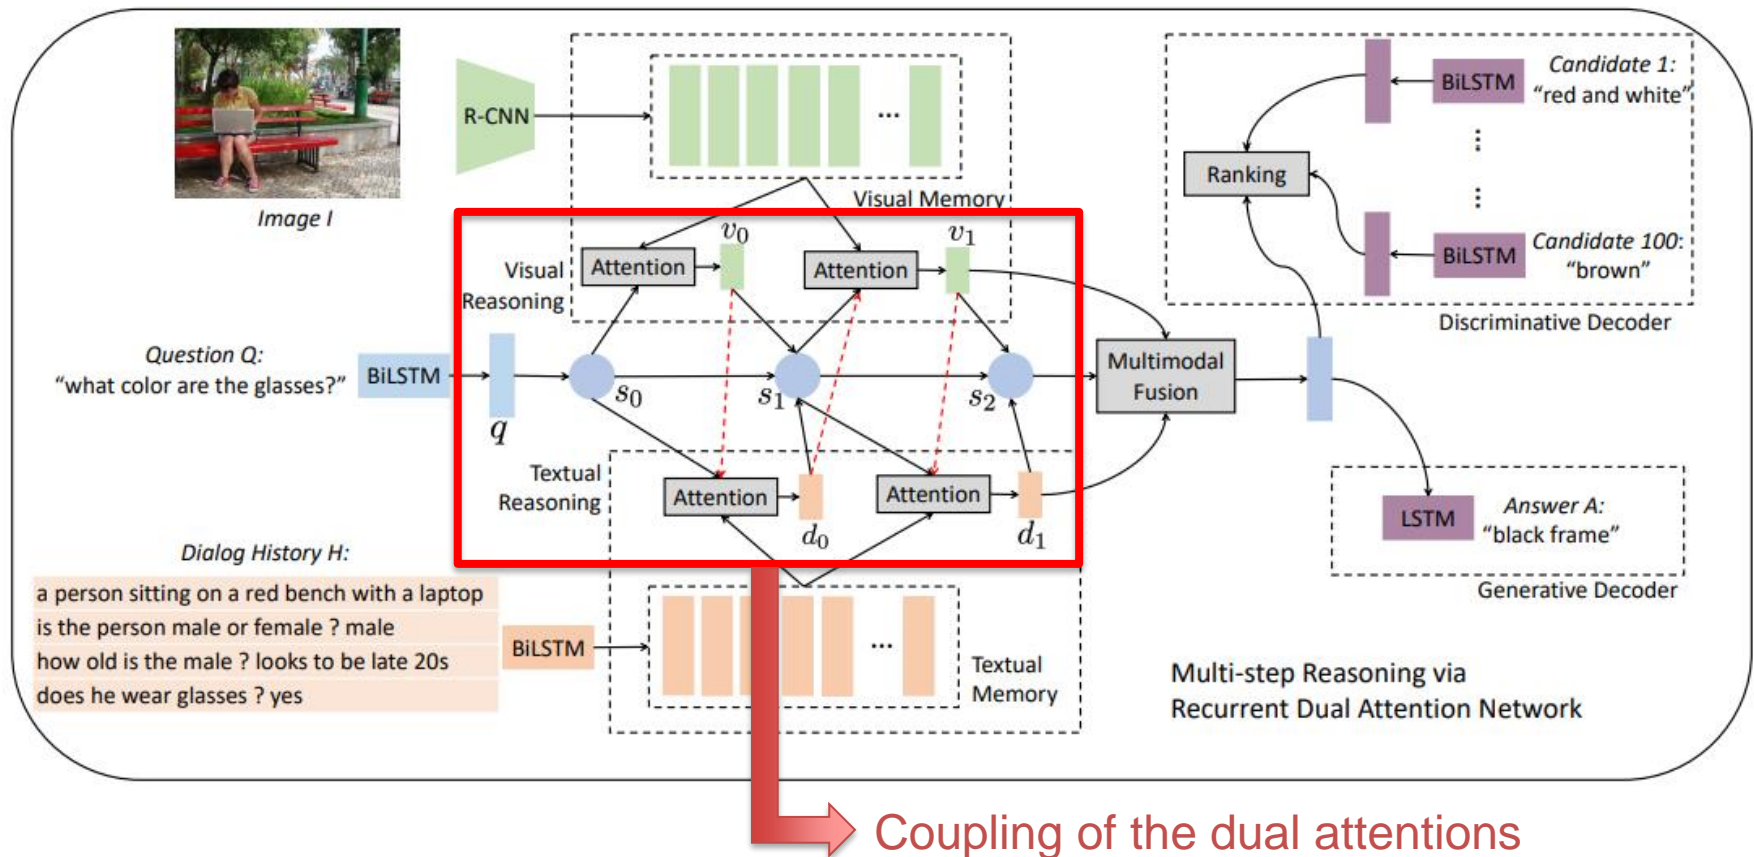 R-CNN
...
Visual Memory
Image I
Visual
Reasoning
Attention
v0
Attention
v1
Question Q:
"what color are the glasses?"
BiLSTM
q
s0
s1
s2
Multimodal
Fusion
Textual
Reasoning
Attention
d0
Attention
d1
Dialog History H:
a person sitting on a red bench with a laptop
is the person male or female ? male
how old is the male ? looks to be late 20s
does he wear glasses ? yes
BiLSTM
...
Textual
Memory
Ranking
BiLSTM
Candidate 1:
"red and white"
...
...
BiLSTM
Candidate 100:
"brown"
Discriminative Decoder
LSTM
Answer A:
"black frame"
Generative Decoder
Multi-step Reasoning via
Recurrent Dual Attention Network
Coupling of the dual attentions